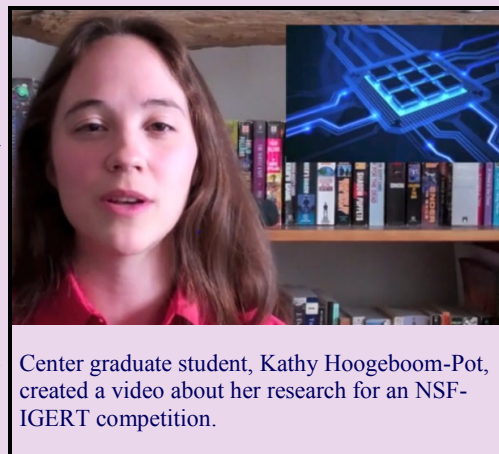 Center graduate student, Kathy Hoogeboom-Pot,
created a video about her research for an NSF-
IGERT competition.